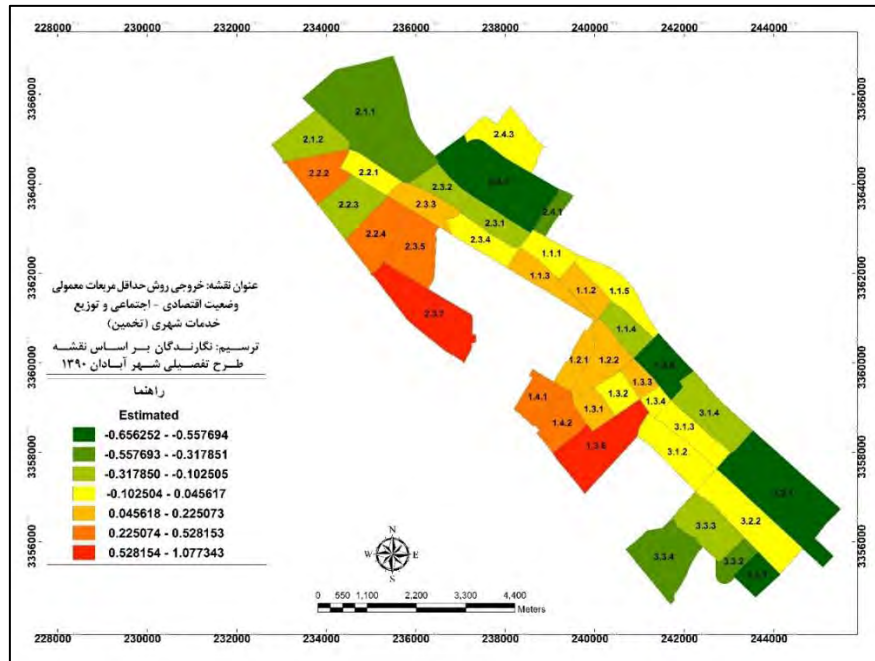 228000 230000 232000 234000 236000 238000 240000 242000 244000
3366000
3364000
3362000
3360000
3358000
3356000
3366000
3364000
3362000
3360000
3358000
3356000
2.1.1
2.4.3
2.1.2
2.2.1
2.2.2
2.3.2
2.4.1
2.2.3
2.3.3
2.3.1
2.2.4
2.3.5
2.3.4
1.1.1
1.1.3
2.3.7
1.1.2
1.1.5
1.1.4
1.2.1
1.2.2
1.3.3
1.4.1
1.3.2
1.3.4
1.3.1
3.1.4
1.4.2
3.1.3
3.1.2
3.2.2
3.3.3
3.3.4
3.3.2
عنوان نقشه: خروجی روش حداقل مربعات معمولی
وضعیت اقتصادی - اجتماعی و توزیع
خدمات شهری (تخمین)
ترسیم: نگارندگان بر اساس نقشه
طرح تفصیلی شهر آبادان ۱۳۹۰
راهنما
Estimated
-0.656252 - -0.557694
-0.557693 - -0.317851
-0.317850 - -0.102505
-0.102504 - 0.045617
0.045618 - 0.225073
0.225074 - 0.528153
0.528154 - 1.077343
N
W E
S
0 550 1,100 2,200 3,300 4,400
Meters
228000 230000 232000 234000 236000 238000 240000 242000 244000